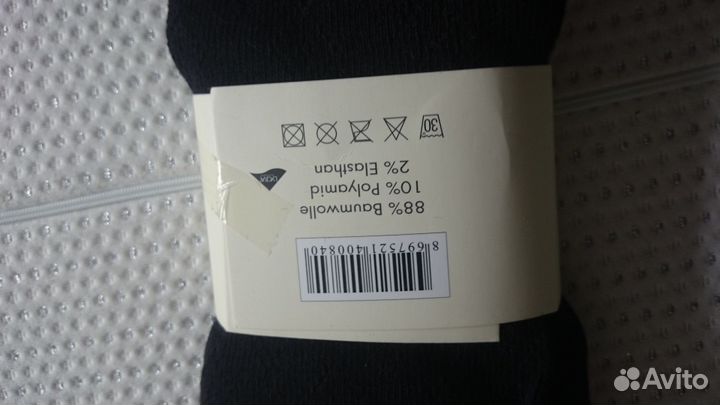 30
88% Baumwolle
10% Polyamid
2% Elasthan
8 697521 400840
Avito